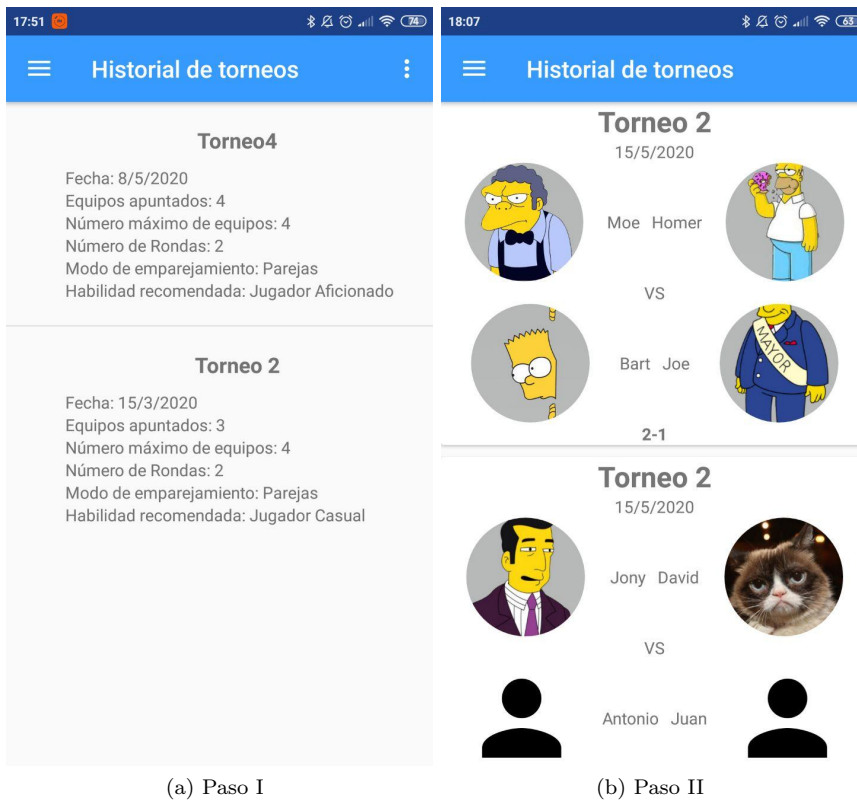 17:51
74
Historial de torneos
Torneo4
Fecha: 8/5/2020
Equipos apuntados: 4
Número máximo de equipos: 4
Número de Rondas: 2
Modo de emparejamiento: Parejas
Habilidad recomendada: Jugador Aficionado
Torneo 2
Fecha: 15/3/2020
Equipos apuntados: 3
Número máximo de equipos: 4
Número de Rondas: 2
Modo de emparejamiento: Parejas
Habilidad recomendada: Jugador Casual
(a) Paso I
18:07
63
Historial de torneos
Torneo 2
15/5/2020
Moe Homer
VS
Bart Joe
MAYOR
2-1
Torneo 2
15/5/2020
Jony David
VS
Antonio Juan
(b) Paso II